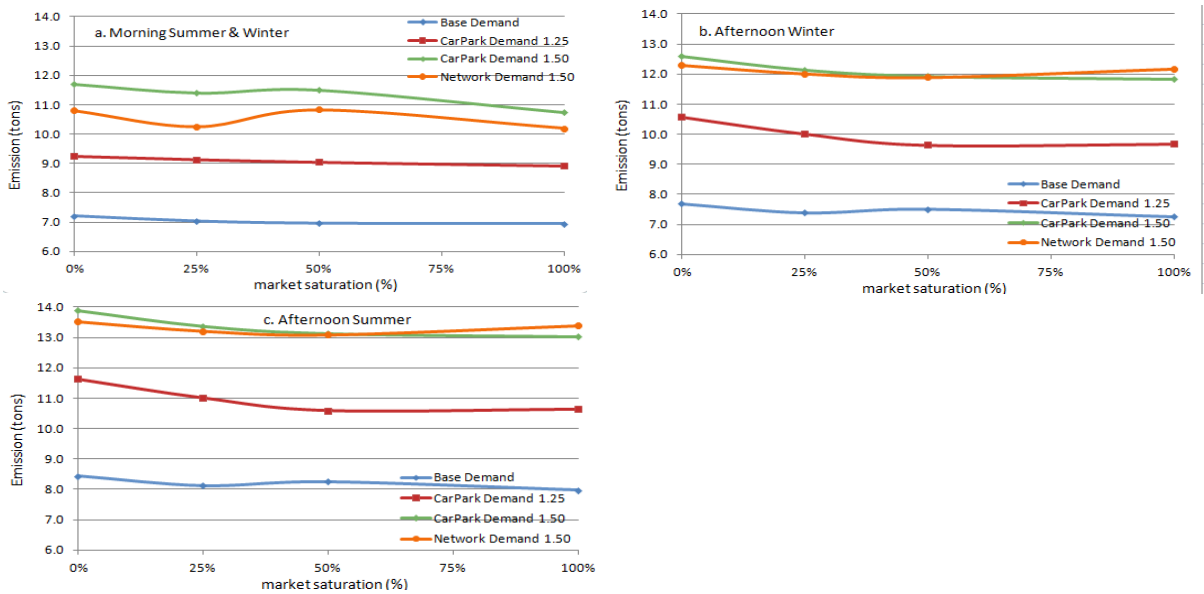 a. Morning Summer & Winter
Base Demand
CarPark Demand 1.25
CarPark Demand 1.50
Network Demand 1.50
Emission (tons)
14.0
13.0
12.0
11.0
10.0
9.0
8.0
7.0
6.0
0% 25% 50% 75% 100%
market saturation (%)
b. Afternoon Winter
Emission (tons)
14.0
13.0
12.0
11.0
10.0
9.0
8.0
7.0
6.0
Base Demand
CarPark Demand 1.25
CarPark Demand 1.50
Network Demand 1.50
0% 25% 50% 75% 100%
market saturation (%)
c. Afternoon Summer
Emission (tons)
14.0
13.0
12.0
11.0
10.0
9.0
8.0
7.0
6.0
Base Demand
CarPark Demand 1.25
CarPark Demand 1.50
Network Demand 1.50
0% 25% 50% 75% 100%
market saturation (%)